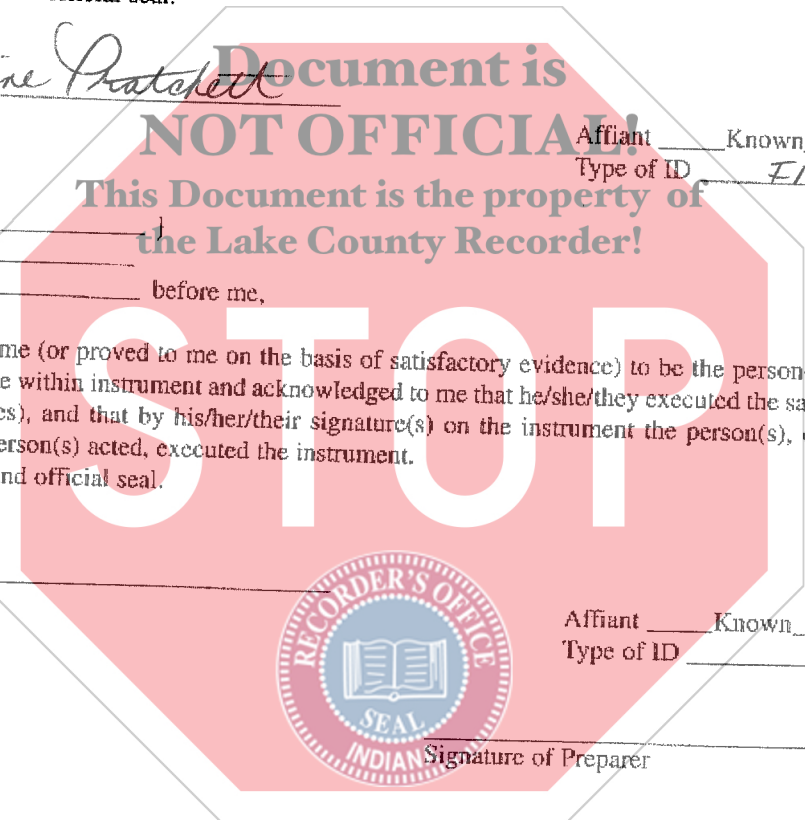 official seal.
ine Pratchett
Document is
NOT OFFICIAL!
Affiant Known
Type of ID
This Document is the property of
the Lake County Recorder!
before me,
STOP
me (or proved to me on the basis of satisfactory evidence) to be the person
e within instrument and acknowledged to me that he/she/they executed the sa
es), and that by his/her/their signature(s) on the instrument the person(s),
erson(s) acted, executed the instrument.
nd official seal.
RECORDER'S OFFICE
SEAL
INDIAN
Affiant Known
Type of ID
Signature of Preparer